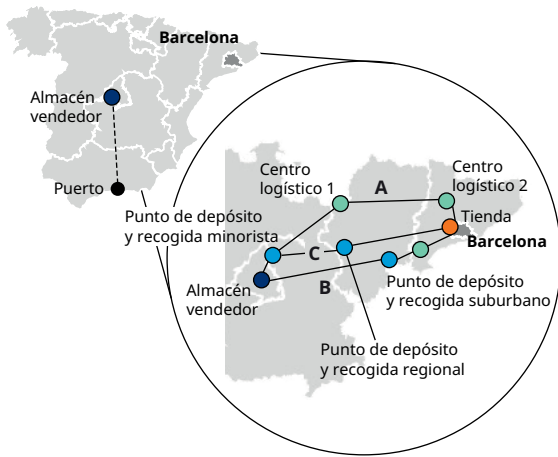 Barcelona
Almacén
vendedor
Puerto
Centro
logístico 1
A
Centro
logístico 2
Tienda
Barcelona
Punto de depósito
y recogida minorista
C
Almacén
vendedor
B
Punto de depósito
y recogida suburbano
Punto de depósito
y recogida regional